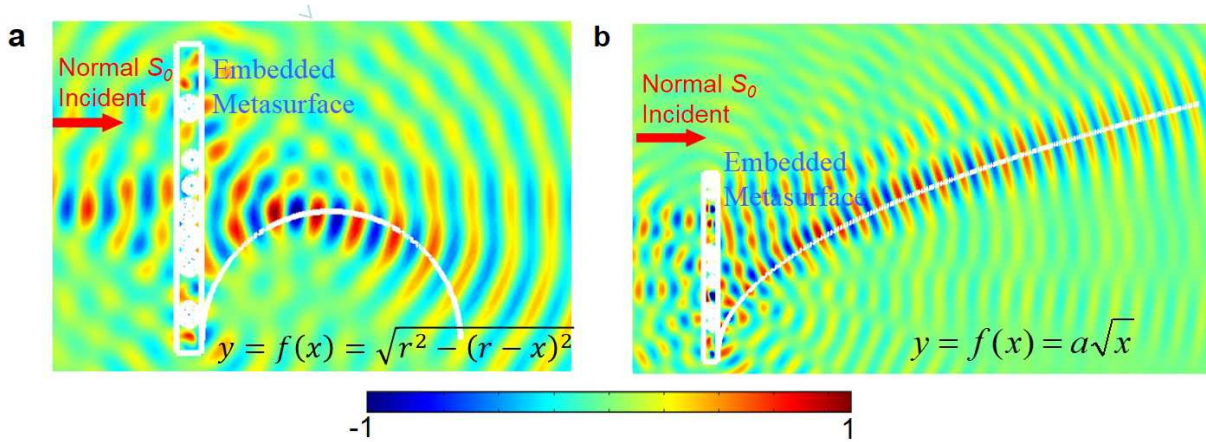 a
Normal S₀
Incident
Embedded
Metasurface
y = f(x) = √(r² − (r − x)²)
b
Normal S₀
Incident
Embedded
Metasurface
y = f(x) = a√x
-1
1